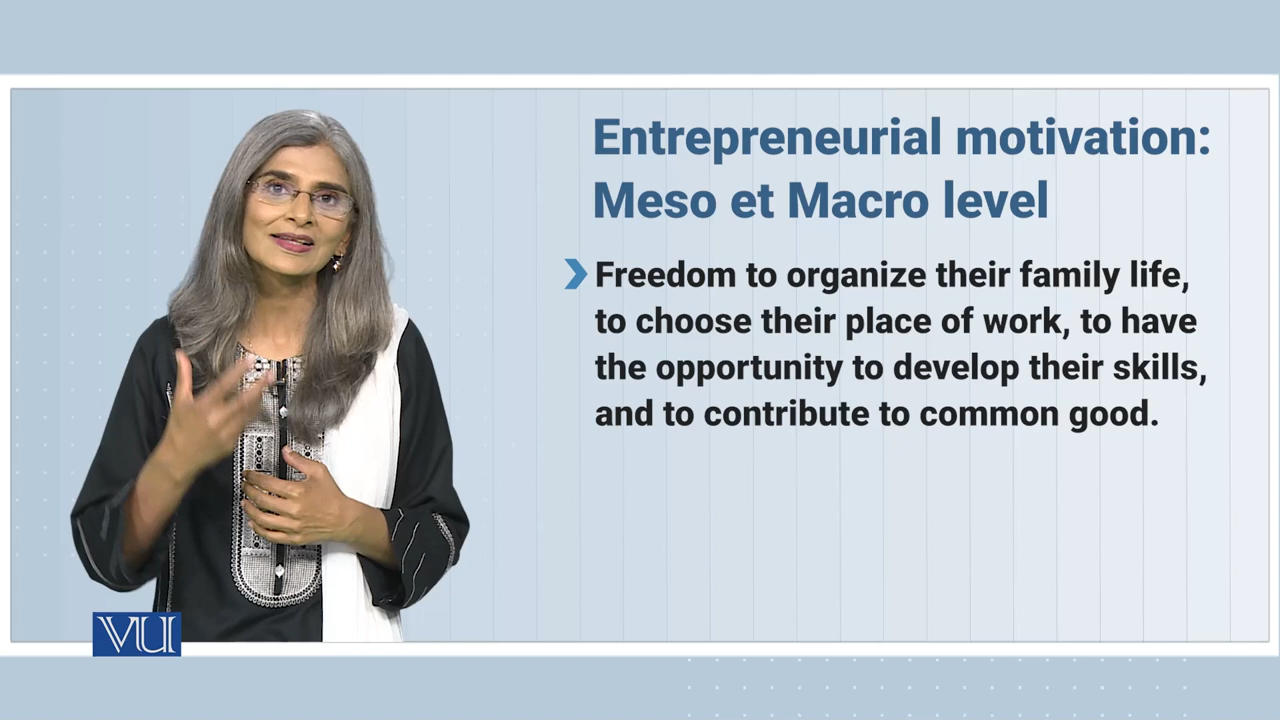 Entrepreneurial motivation:
Meso et Macro level
Freedom to organize their family life,
to choose their place of work, to have
the opportunity to develop their skills,
and to contribute to common good.
VU